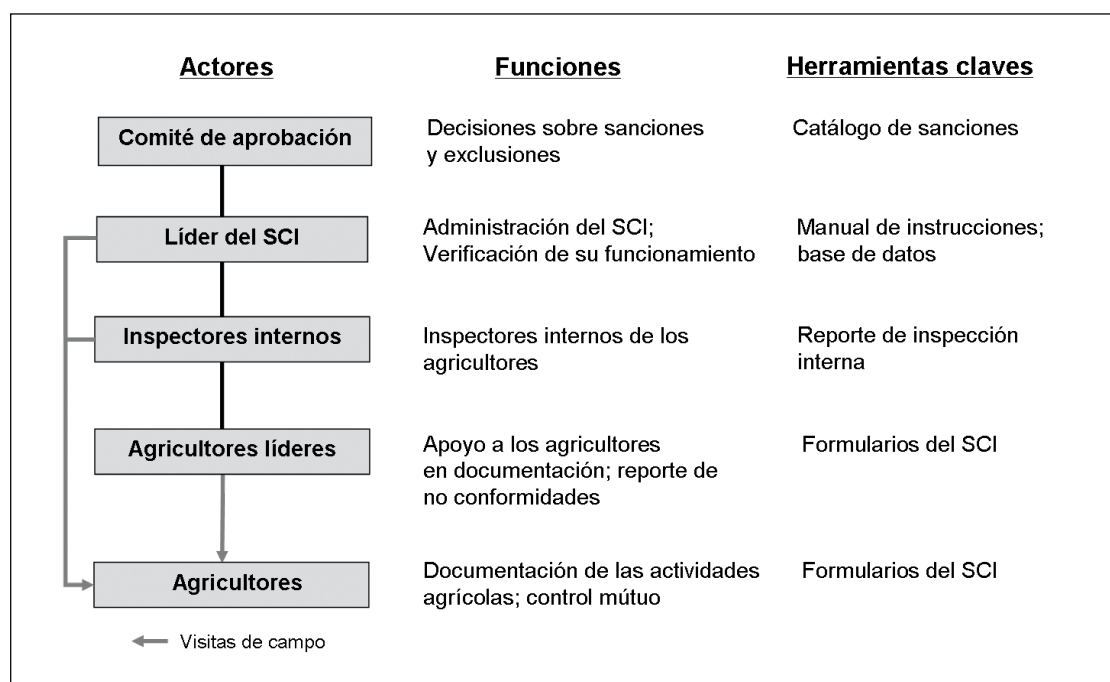 Actores Funciones Herramientas claves
Comité de aprobación
Decisiones sobre sanciones
y exclusiones
Catálogo de sanciones
Líder del SCI
Administración del SCI;
Verificación de su funcionamiento
Manual de instrucciones;
base de datos
Inspectores internos
Inspectores internos de los
agricultores
Reporte de inspección
interna
Agricultores líderes
Apoyo a los agricultores
en documentación; reporte de
no conformidades
Formularios del SCI
Agricultores
Documentación de las actividades
agrícolas; control mútuo
Formularios del SCI
Visitas de campo